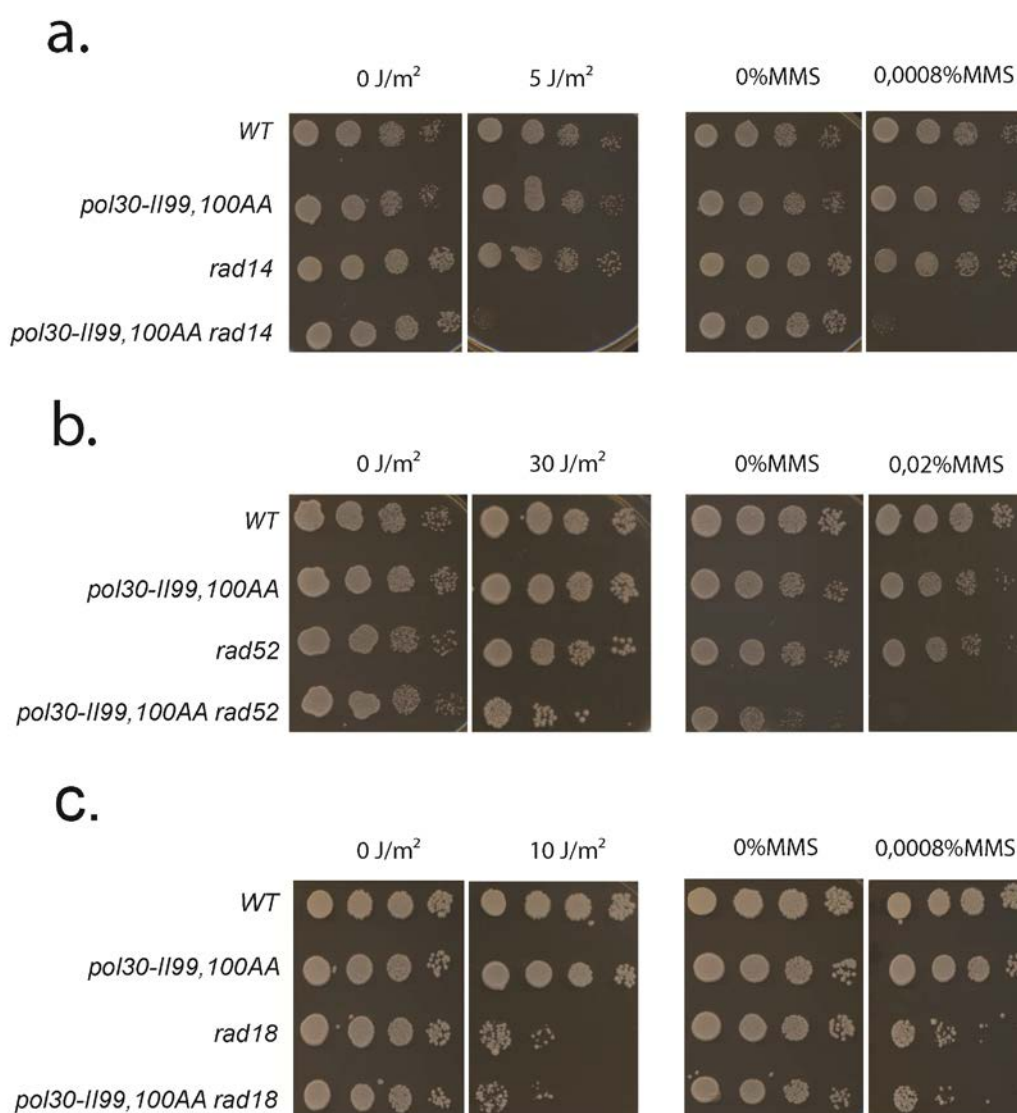 a.
0 J/m² 5 J/m² 0%MMS 0,0008%MMS
WT
pol30-II99,100AA
rad14
pol30-II99,100AA rad14
b.
0 J/m² 30 J/m² 0%MMS 0,02%MMS
WT
pol30-II99,100AA
rad52
pol30-II99,100AA rad52
c.
0 J/m² 10 J/m² 0%MMS 0,0008%MMS
WT
pol30-II99,100AA
rad18
pol30-II99,100AA rad18